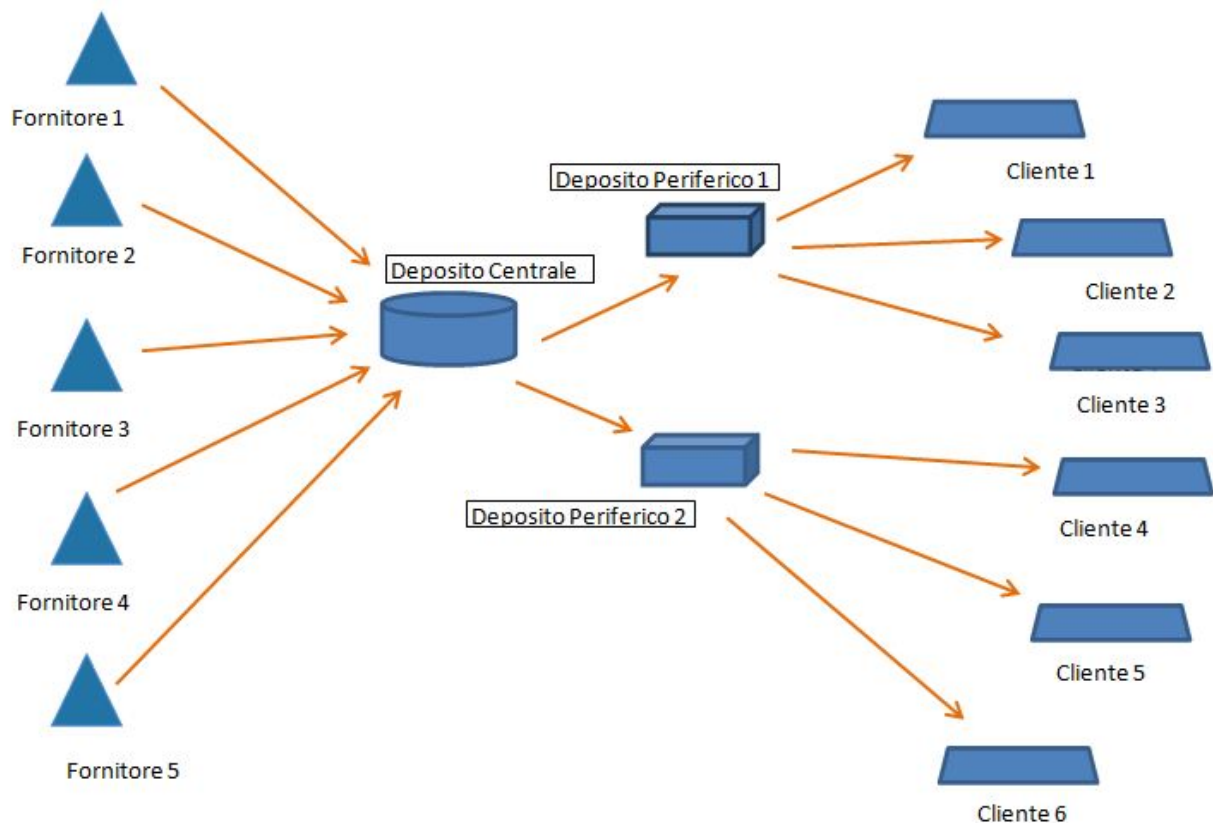 Fornitore 1
Fornitore 2
Fornitore 3
Fornitore 4
Fornitore 5
Deposito Centrale
Deposito Periferico 1
Deposito Periferico 2
Cliente 1
Cliente 2
Cliente 3
Cliente 4
Cliente 5
Cliente 6